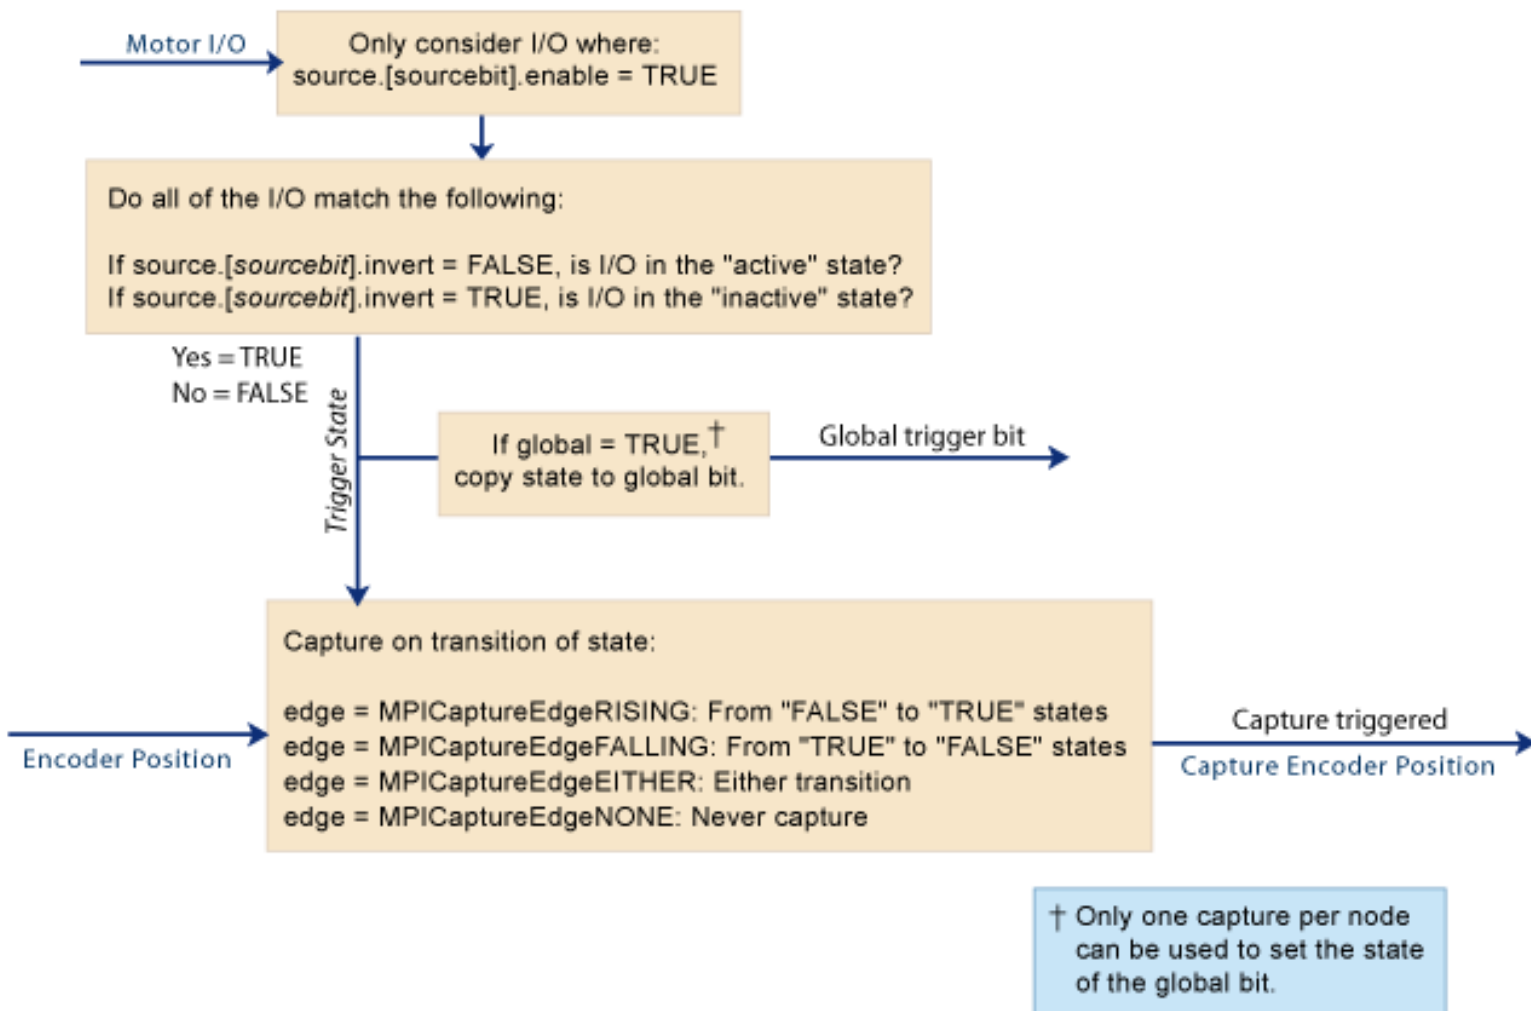 Motor I/O
Only consider I/O where:
source.[sourcebit].enable = TRUE
Do all of the I/O match the following:
If source.[sourcebit].invert = FALSE, is I/O in the "active" state?
If source.[sourcebit].invert = TRUE, is I/O in the "inactive" state?
Yes = TRUE
No = FALSE
Trigger State
If global = TRUE,†
copy state to global bit.
Global trigger bit
Capture on transition of state:
edge = MPICaptureEdgeRISING: From "FALSE" to "TRUE" states
edge = MPICaptureEdgeFALLING: From "TRUE" to "FALSE" states
edge = MPICaptureEdgeEITHER: Either transition
edge = MPICaptureEdgeNONE: Never capture
Encoder Position
Capture triggered
Capture Encoder Position
† Only one capture per node
can be used to set the state
of the global bit.